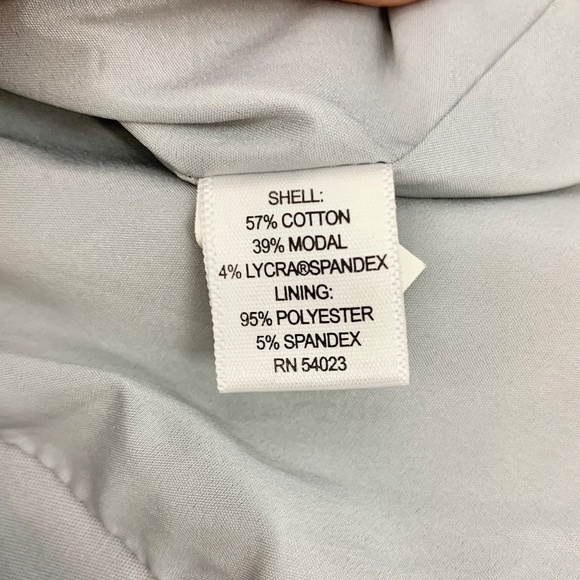 SHELL:
57% COTTON
39% MODAL
4% LYCRA®SPANDEX
LINING:
95% POLYESTER
5% SPANDEX
RN 54023